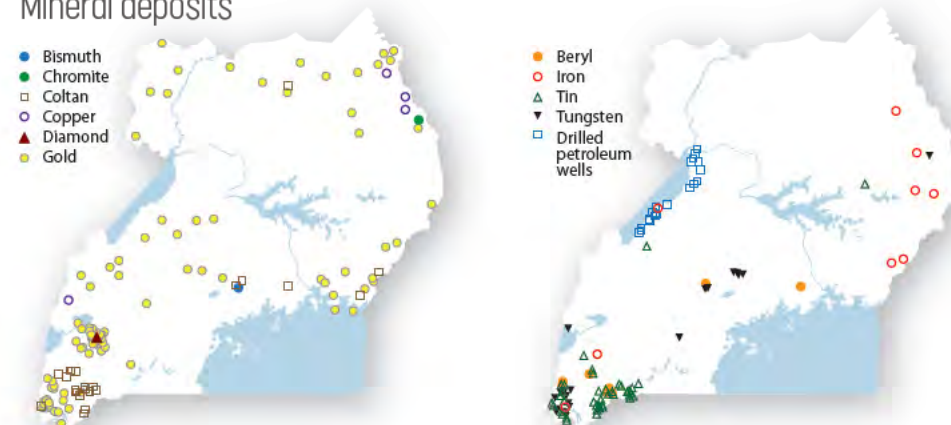 Mineral deposits
Bismuth
Chromite
Coltan
Copper
Diamond
Gold
Beryl
Iron
Tin
Tungsten
Drilled
petroleum
wells